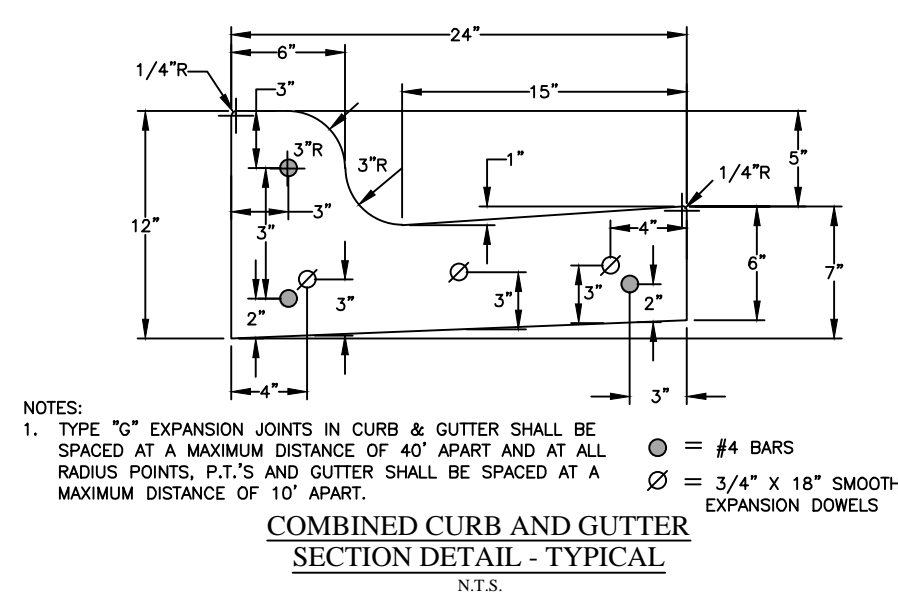 24”
6”
1/4”R
3”
15”
3”R
3”R
1”
5”
1/4”R
3”
12”
3”
4”
6”
7”
3”
3”
3”
2”
2”
4”
3”
NOTES:
1. TYPE ”G” EXPANSION JOINTS IN CURB & GUTTER SHALL BE
SPACED AT A MAXIMUM DISTANCE OF 40’ APART AND AT ALL
RADIUS POINTS, P.T.’S AND GUTTER SHALL BE SPACED AT A
MAXIMUM DISTANCE OF 10’ APART.
= #4 BARS
= 3/4” X 18” SMOOTH
EXPANSION DOWELS
COMBINED CURB AND GUTTER
SECTION DETAIL - TYPICAL
N.T.S.